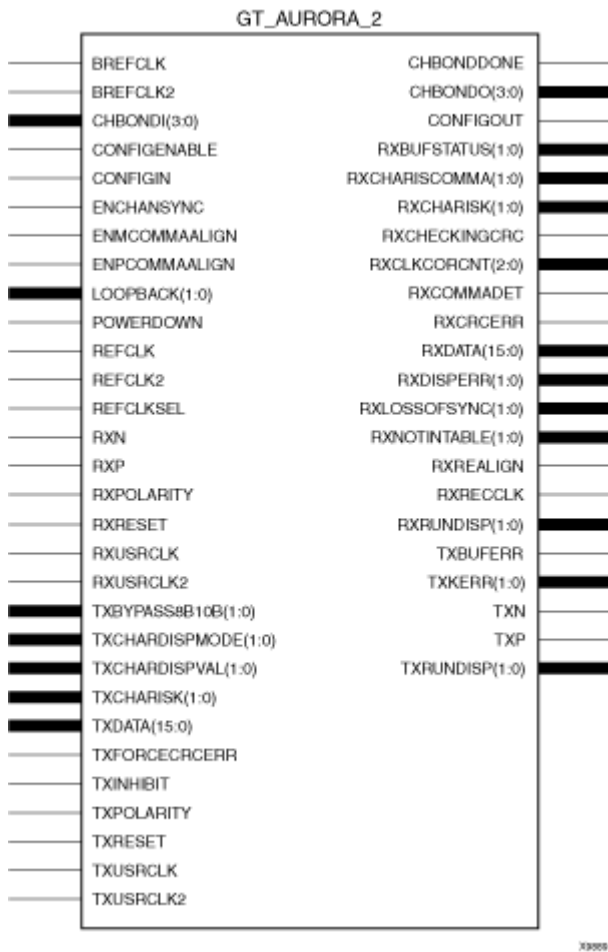 GT_AURORA_2
BREFCLK CHBONDDONE
BREFCLK2 CHBONDO(3:0)
CHBONDI(3:0) CONFIGOUT
CONFIGENABLE RXBUFSTATUS(1:0)
CONFIGIN RXCHARISCOMMA(1:0)
ENCHANSYNC RXCHARISK(1:0)
ENMCOMMAALIGN RXCHECKINGCRC
ENPCOMMAALIGN RXCLKCORCNT(2:0)
LOOPBACK(1:0) RXCOMMADET
POWERDOWN RXCRCERR
REFCLK RXDATA(15:0)
REFCLK2 RXDISPERR(1:0)
REFCLKSEL RXLOSSOFSYNC(1:0)
RXN RXNOTINTABLE(1:0)
RXP RXREALIGN
RXPOLARITY RXRECCLK
RXRESET RXRUNDISP(1:0)
RXUSRCLK TXBUFERR
RXUSRCLK2 TXKERR(1:0)
TXBYPASS8B10B(1:0) TXN
TXCHARDISPMODE(1:0) TXP
TXCHARDISPVAL(1:0) TXRUNDISP(1:0)
TXCHARISK(1:0)
TXDATA(15:0)
TXFORCECRCERR
TXINHIBIT
TXPOLARITY
TXRESET
TXUSRCLK
TXUSRCLK2